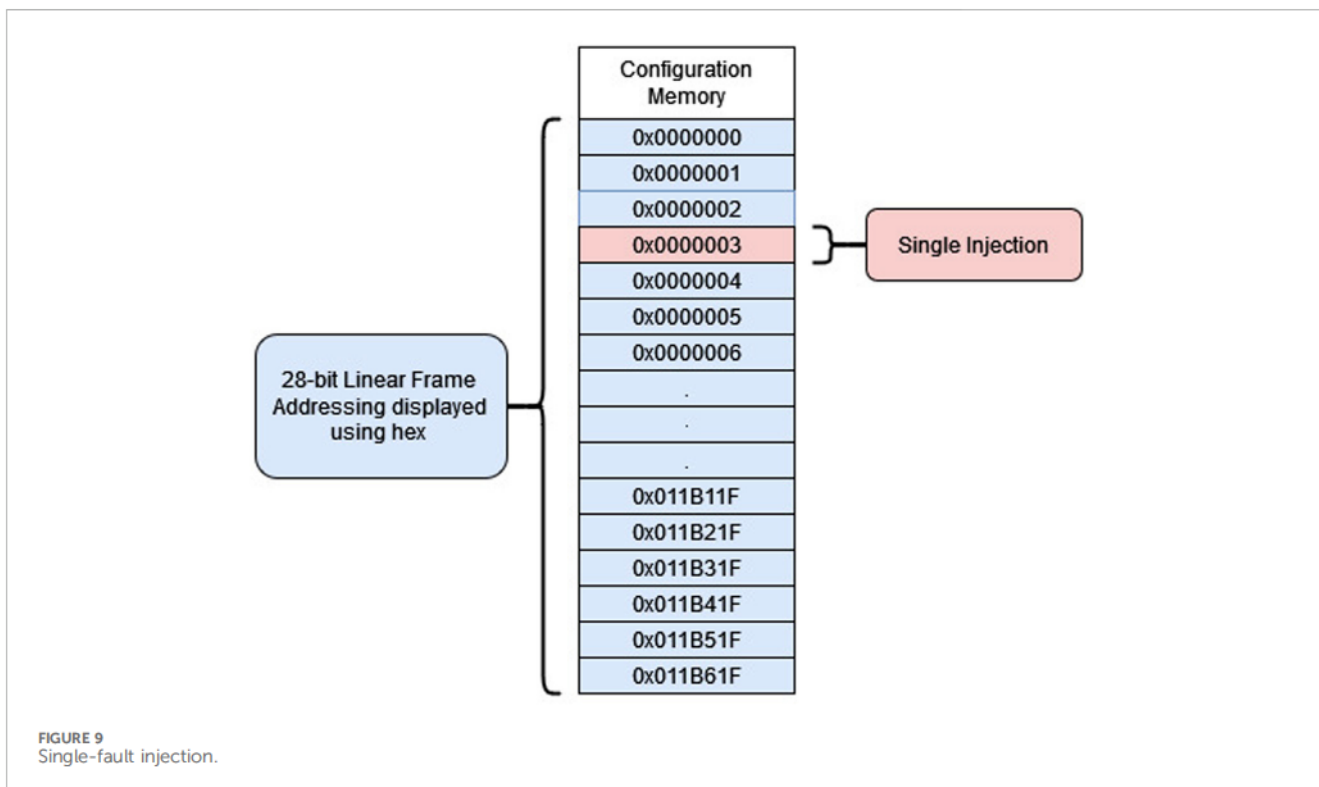 Configuration
Memory
0x0000000
0x0000001
0x0000002
0x0000003
Single Injection
0x0000004
0x0000005
0x0000006
28-bit Linear Frame
Addressing displayed
using hex
.
.
.
0x011B11F
0x011B21F
0x011B31F
0x011B41F
0x011B51F
0x011B61F
FIGURE 9
Single-fault injection.